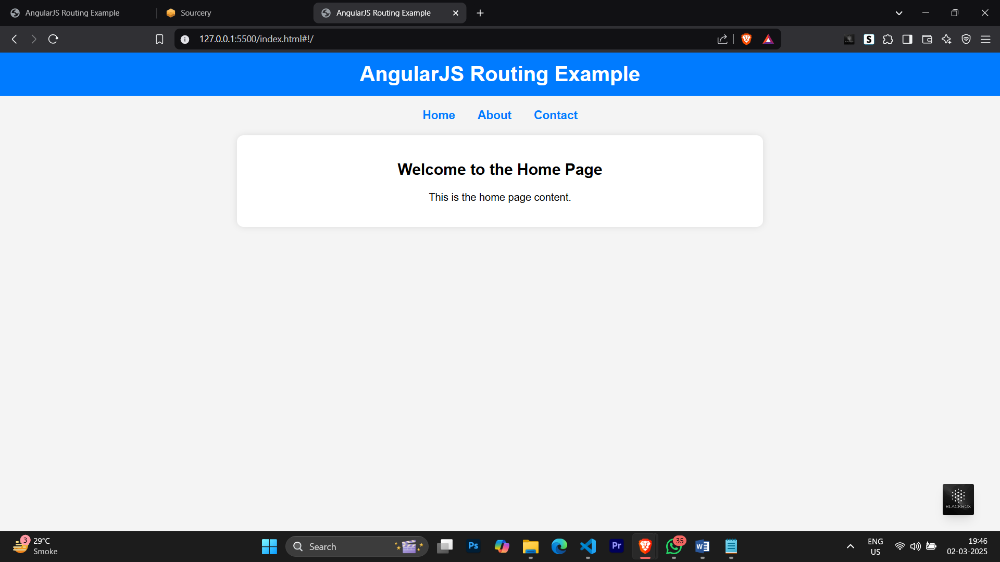 AngularJS Routing Example
Sourcery
AngularJS Routing Example
127.0.0.1:5500/index.html#!/
S
AngularJS Routing Example
Home About Contact
Welcome to the Home Page
This is the home page content.
BLACKBOX
3
29°C
Smoke
Search
Ps
Pr
35
W
ENG
US
19:46
02-03-2025